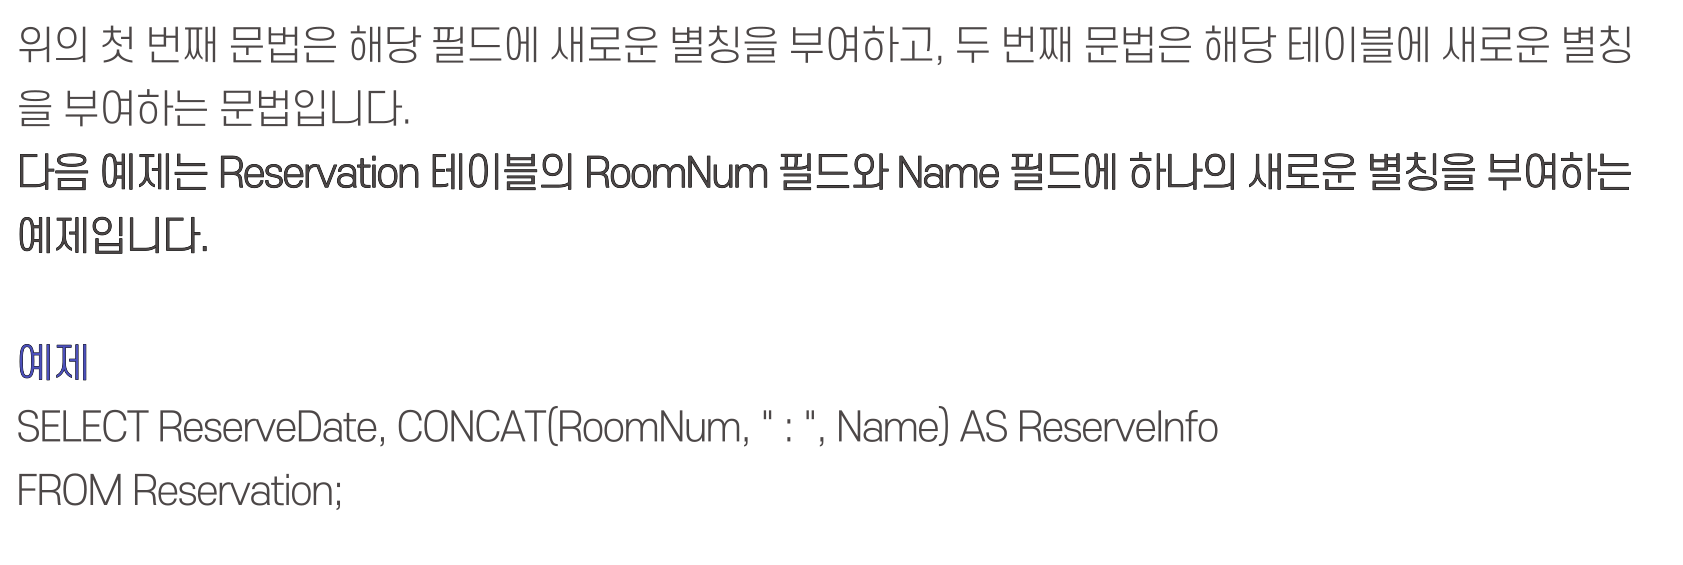 위의 첫 번째 문법은 해당 필드에 새로운 별칭을 부여하고, 두 번째 문법은 해당 테이블에 새로운 별칭
을 부여하는 문법입니다.
다음 예제는 Reservation 테이블의 RoomNum 필드와 Name 필드에 하나의 새로운 별칭을 부여하는
예제입니다.
예제
SELECT ReserveDate, CONCAT(RoomNum, " : ", Name) AS ReserveInfo
FROM Reservation;